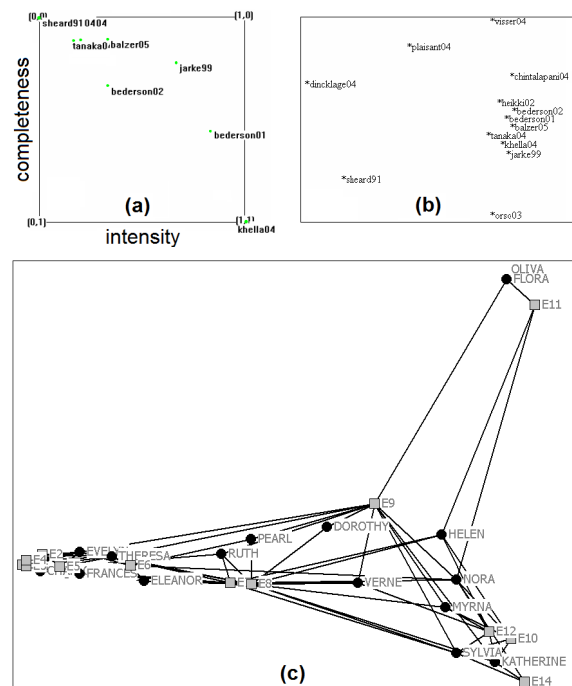 [0,0]
[1,0]
sheard910404
balzer05
jarke99
bederson02
bederson01
completeness
(a)
[0,1]
[1,1]
khella04
intensity
*visser04
*plaisant04
*chintalapani04
*dincklage04
*heikki02
*bederson02
*bederson01
*balzer05
*tanaka04
*khella04
*jarke99
*sheard91
(b)
*orso03
OLIVA
FLORA
E11
E9
DOROTHY
HELEN
PEARL
E2
THERESA
RUTH
E4
E5
E6
FRANCES
ELEANOR
E8
VERNE
NORA
MYRNA
E12
E10
SYLVIA
KATHERINE
E14
(c)